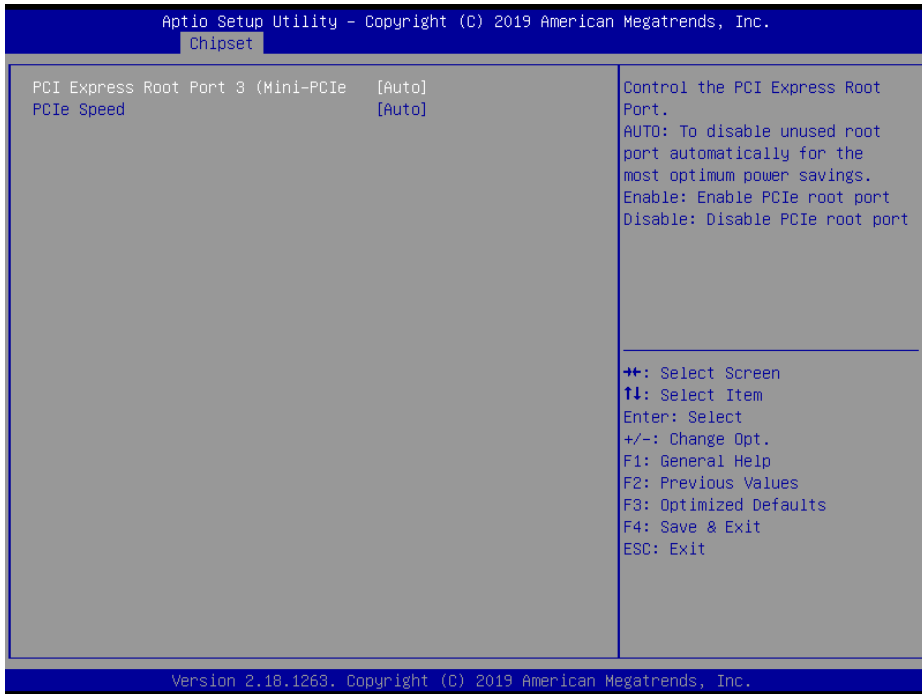 Aptio Setup Utility – Copyright (C) 2019 American Megatrends, Inc.
Chipset
PCI Express Root Port 3 (Mini-PCIe [Auto]
PCIe Speed [Auto]
Control the PCI Express Root
Port.
AUTO: To disable unused root
port automatically for the
most optimum power savings.
Enable: Enable PCIe root port
Disable: Disable PCIe root port
→←: Select Screen
↑↓: Select Item
Enter: Select
+/-: Change Opt.
F1: General Help
F2: Previous Values
F3: Optimized Defaults
F4: Save & Exit
ESC: Exit
Version 2.18.1263. Copyright (C) 2019 American Megatrends, Inc.